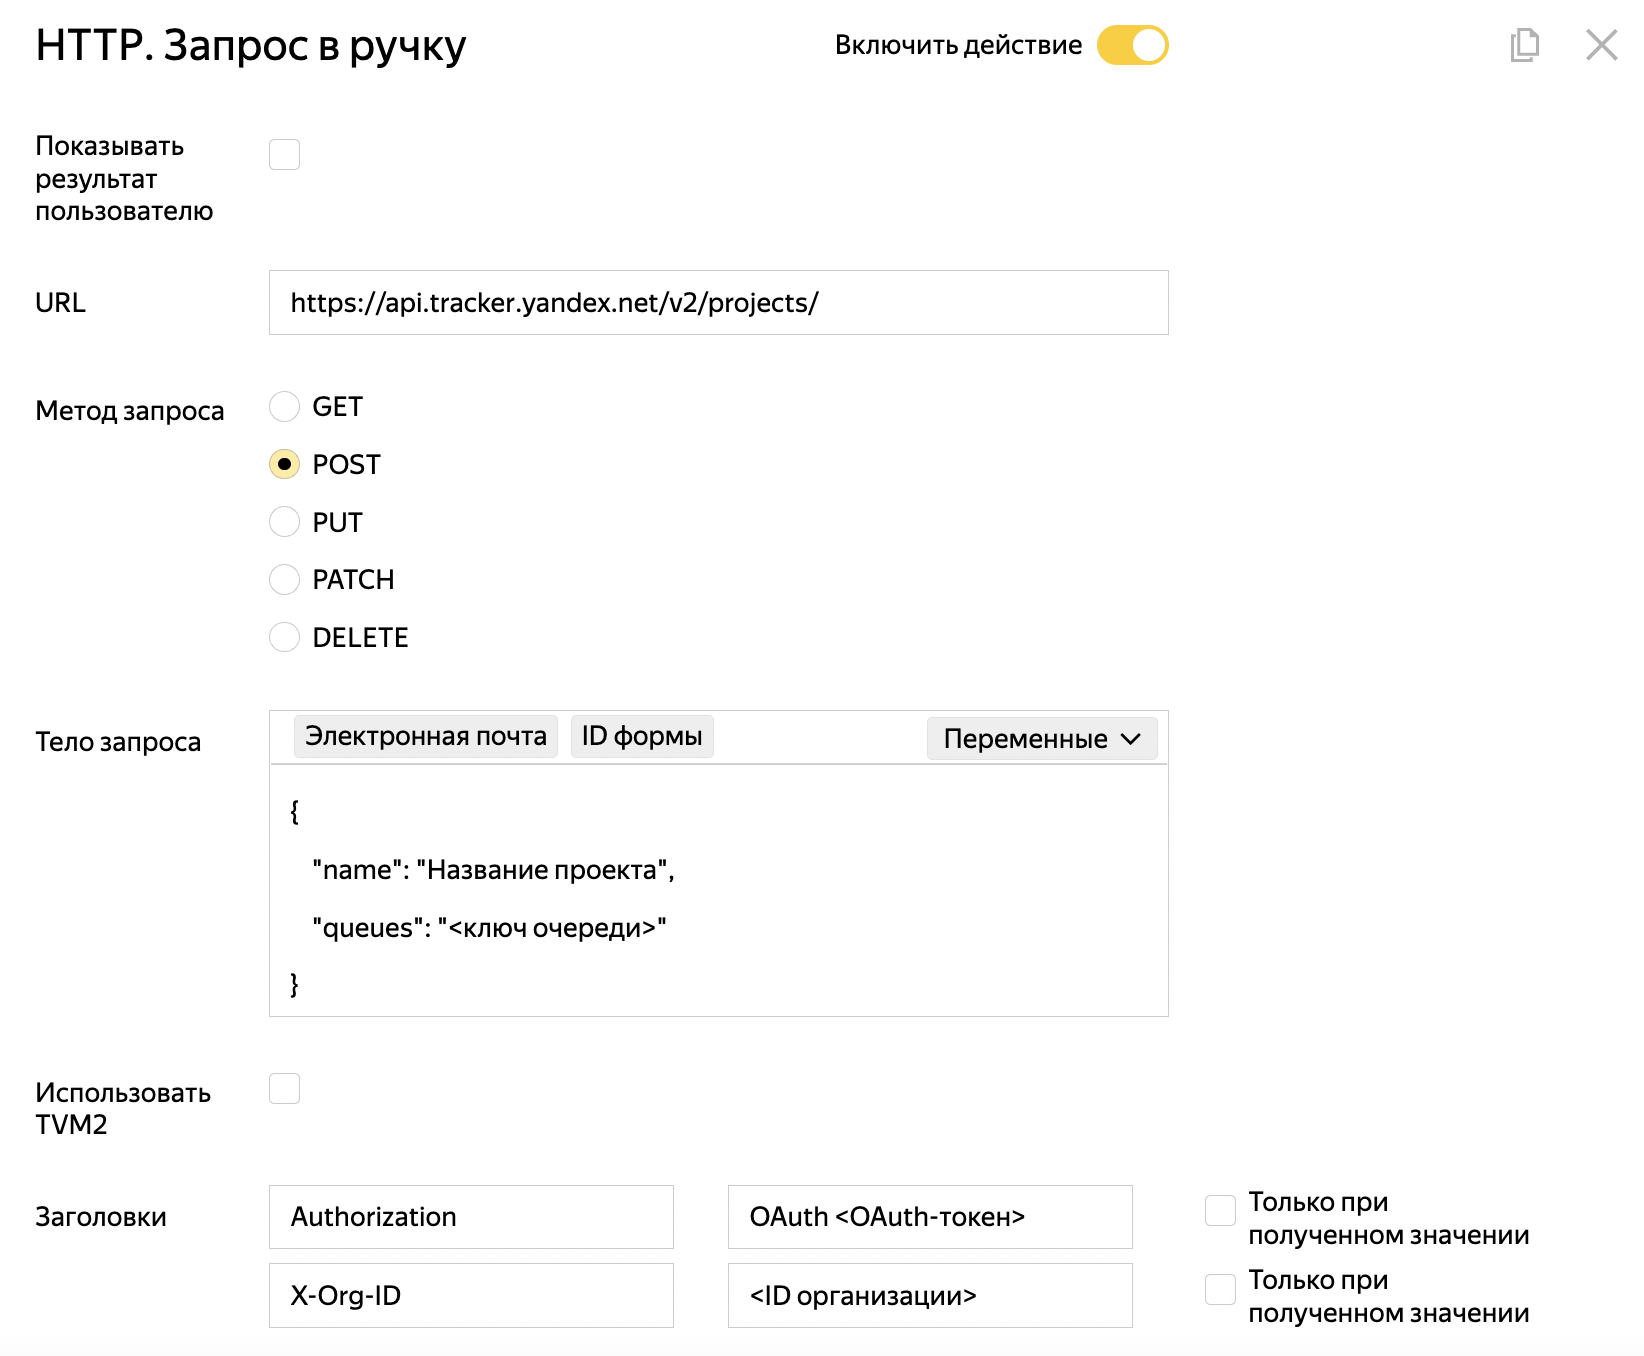 HTTP. Запрос в ручку
Включить действие
Показывать
результат
пользователю
URL
https://api.tracker.yandex.net/v2/projects/
Метод запроса
GET
POST
PUT
PATCH
DELETE
Тело запроса
Электронная почта
ID формы
Переменные
{
"name": "Название проекта",
"queues": "<ключ очереди>"
}
Использовать
TVM2
Заголовки
Authorization
OAuth <OAuth-токен>
Только при
полученном значении
X-Org-ID
<ID организации>
Только при
полученном значении